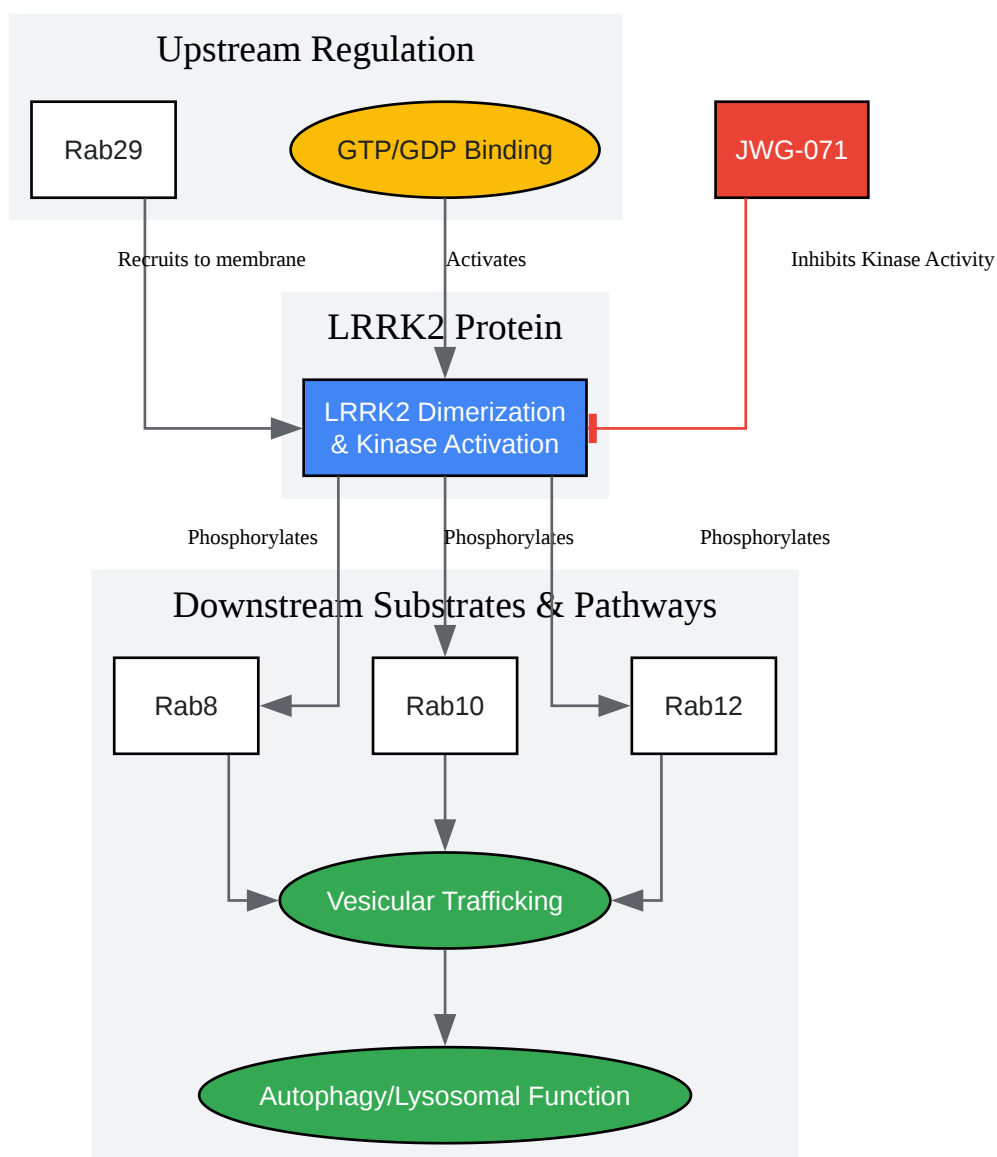 Upstream Regulation
Rab29
GTP/GDP Binding
JWG-071
Recruits to membrane
Activates
Inhibits Kinase Activity
LRRK2 Protein
LRRK2 Dimerization
& Kinase Activation
Phosphorylates
Phosphorylates
Phosphorylates
Downstream Substrates & Pathways
Rab8
Rab10
Rab12
Vesicular Trafficking
Autophagy/Lysosomal Function